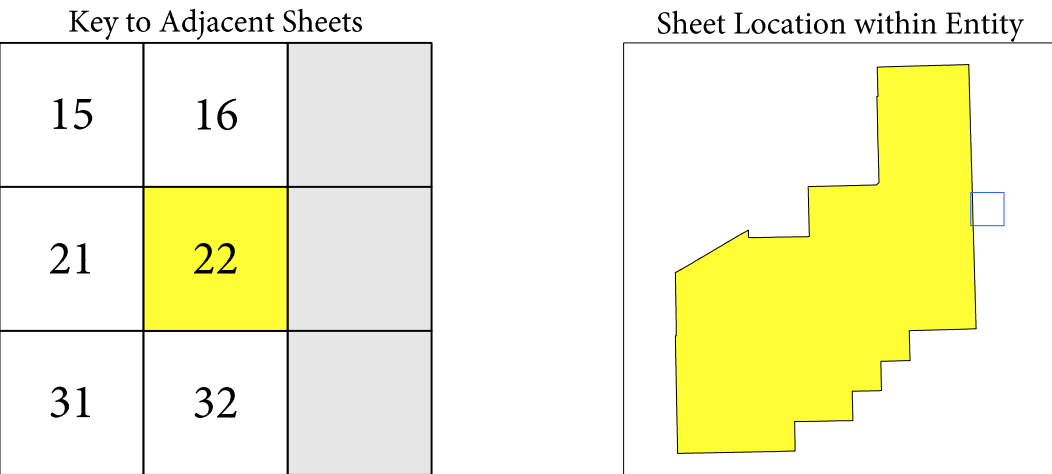 Key to Adjacent Sheets
Sheet Location within Entity
15 16
21 22
31 32